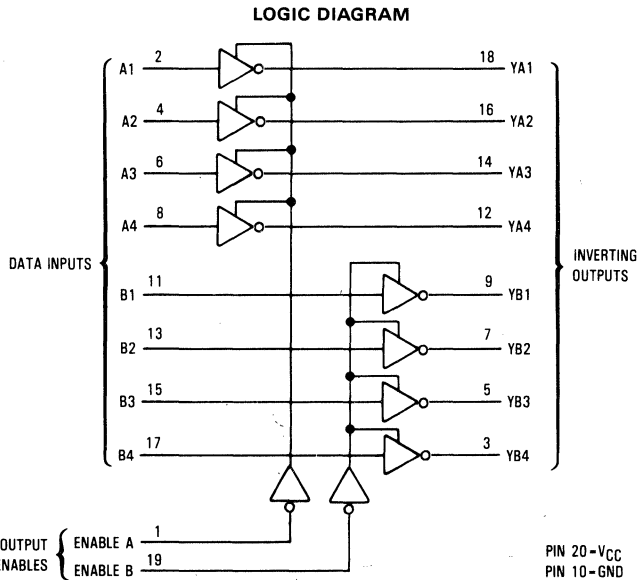 LOGIC DIAGRAM
A1 2 18 YA1
A2 4 16 YA2
A3 6 14 YA3
A4 8 12 YA4
DATA INPUTS
INVERTING
OUTPUTS
B1 11 9 YB1
B2 13 7 YB2
B3 15 5 YB3
B4 17 3 YB4
OUTPUT
ENABLE A 1
NABLES
ENABLE B 19
PIN 20-VCC
PIN 10-GND